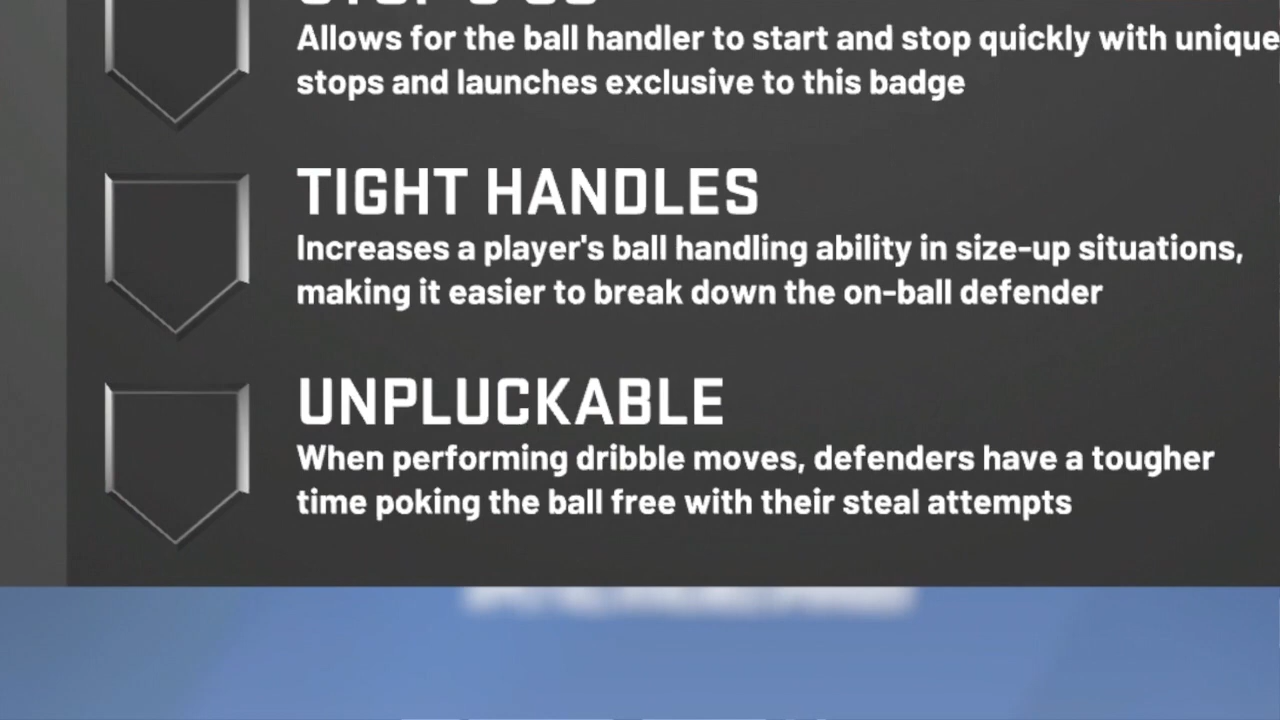 Allows for the ball handler to start and stop quickly with unique
stops and launches exclusive to this badge
TIGHT HANDLES
Increases a player's ball handling ability in size-up situations,
making it easier to break down the on-ball defender
UNPLUCKABLE
When performing dribble moves, defenders have a tougher
time poking the ball free with their steal attempts